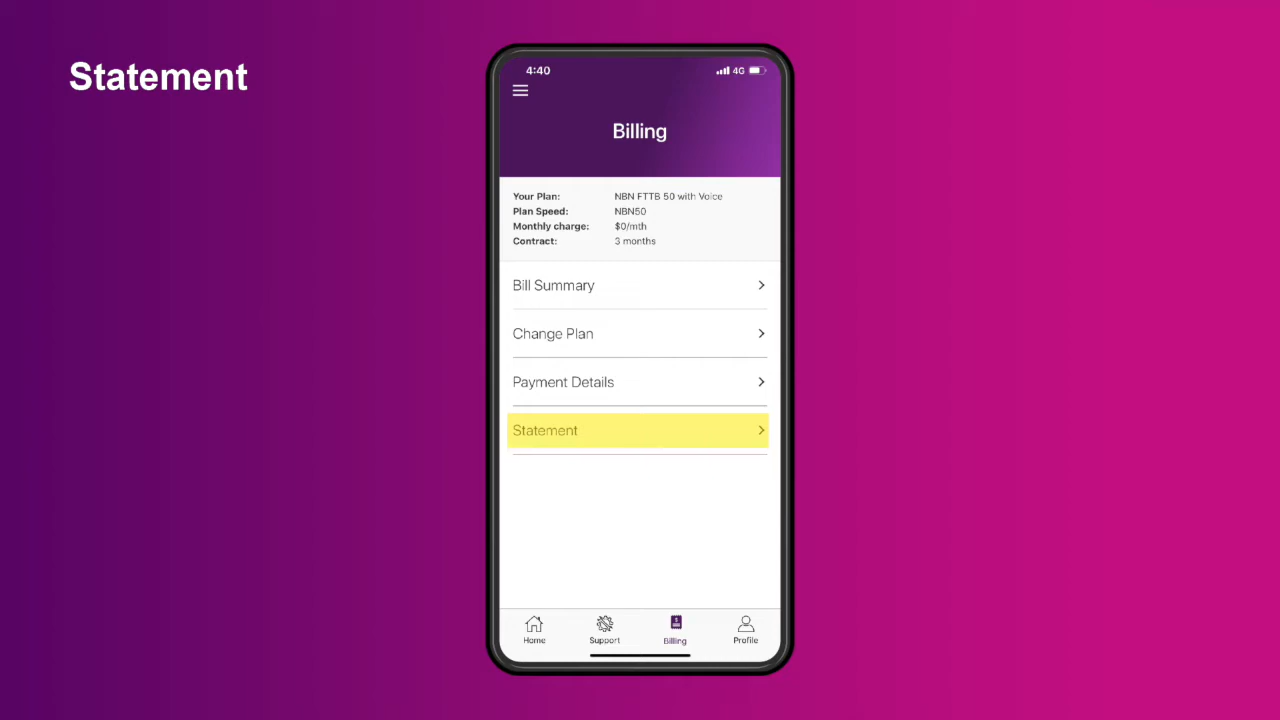 Statement
4:40
4G
Billing
Your Plan: NBN FTTB 50 with Voice
Plan Speed: NBN50
Monthly charge: $0/mth
Contract: 3 months
Bill Summary
Change Plan
Payment Details
Statement
Home Support Billing Profile